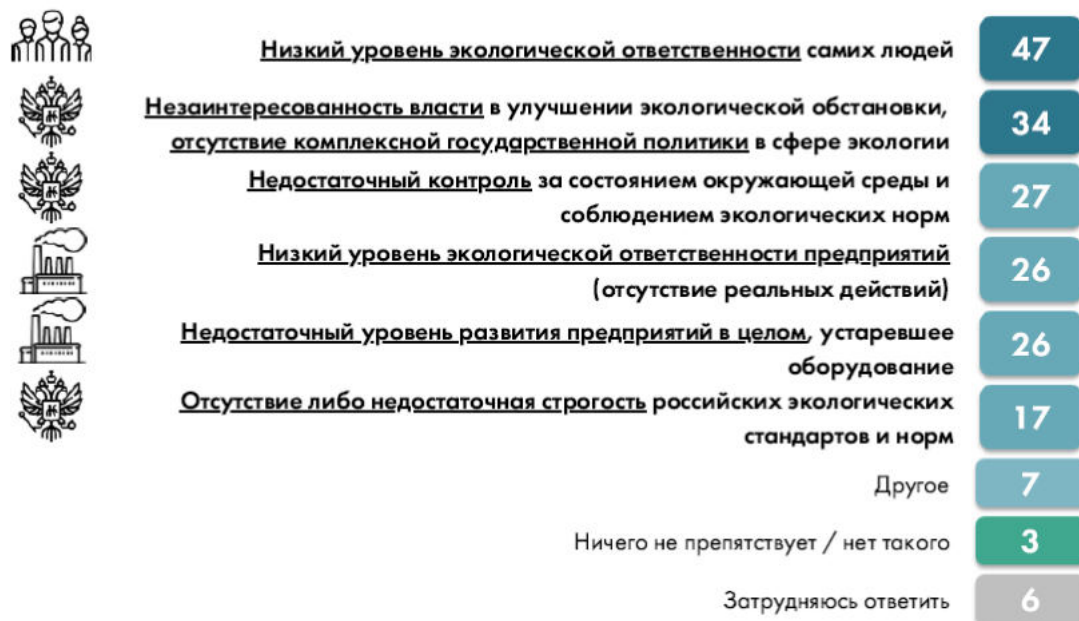 Низкий уровень экологической ответственности самих людей
47
Незаинтересованность власти в улучшении экологической обстановки,
отсутствие комплексной государственной политики в сфере экологии
34
Недостаточный контроль за состоянием окружающей среды и
соблюдением экологических норм
27
Низкий уровень экологической ответственности предприятий
(отсутствие реальных действий)
26
Недостаточный уровень развития предприятий в целом, устаревшее
оборудование
26
Отсутствие либо недостаточная строгость российских экологических
стандартов и норм
17
Другое
7
Ничего не препятствует / нет такого
3
Затрудняюсь ответить
6